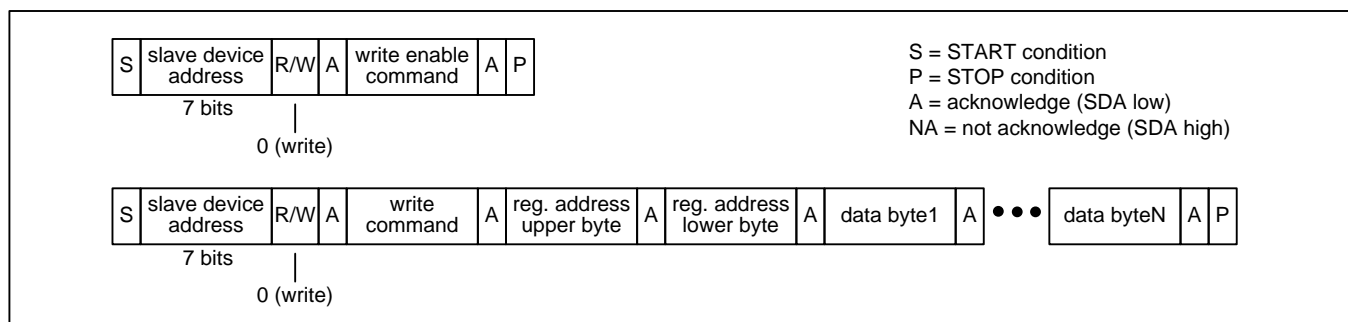 S slave device address R/W A write enable command A P
7 bits
0 (write)
S = START condition
P = STOP condition
A = acknowledge (SDA low)
NA = not acknowledge (SDA high)
S slave device address R/W A write command A reg. address upper byte A reg. address lower byte A data byte1 A ●●● data byteN A P
7 bits
0 (write)